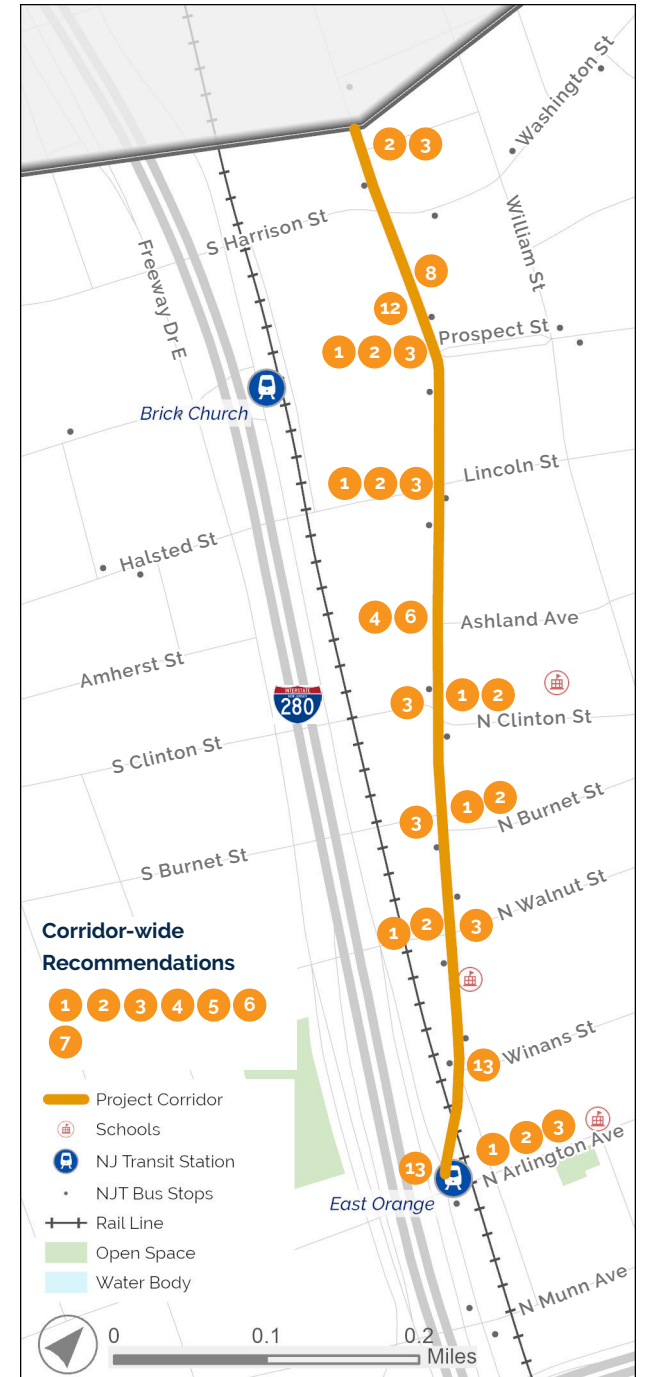 Washington St
2 3
S Harrison St
William St
Freeway Dr E
8
12
Prospect St
1 2 3
Brick Church
Lincoln St
1 2 3
Halsted St
4 6
Ashland Ave
Amherst St
INTERSTATE
280
3
1 2
N Clinton St
S Clinton St
1 2
3
N Burnet St
S Burnet St
N Walnut St
1 2 3
Corridor-wide
Recommendations
1 2 3 4 5 6
7
Winans St
13
Project Corridor
Schools
NJ Transit Station
NJT Bus Stops
Rail Line
Open Space
Water Body
1 2 3
N Arlington Ave
13
East Orange
N Munn Ave
0 0.1 0.2
Miles